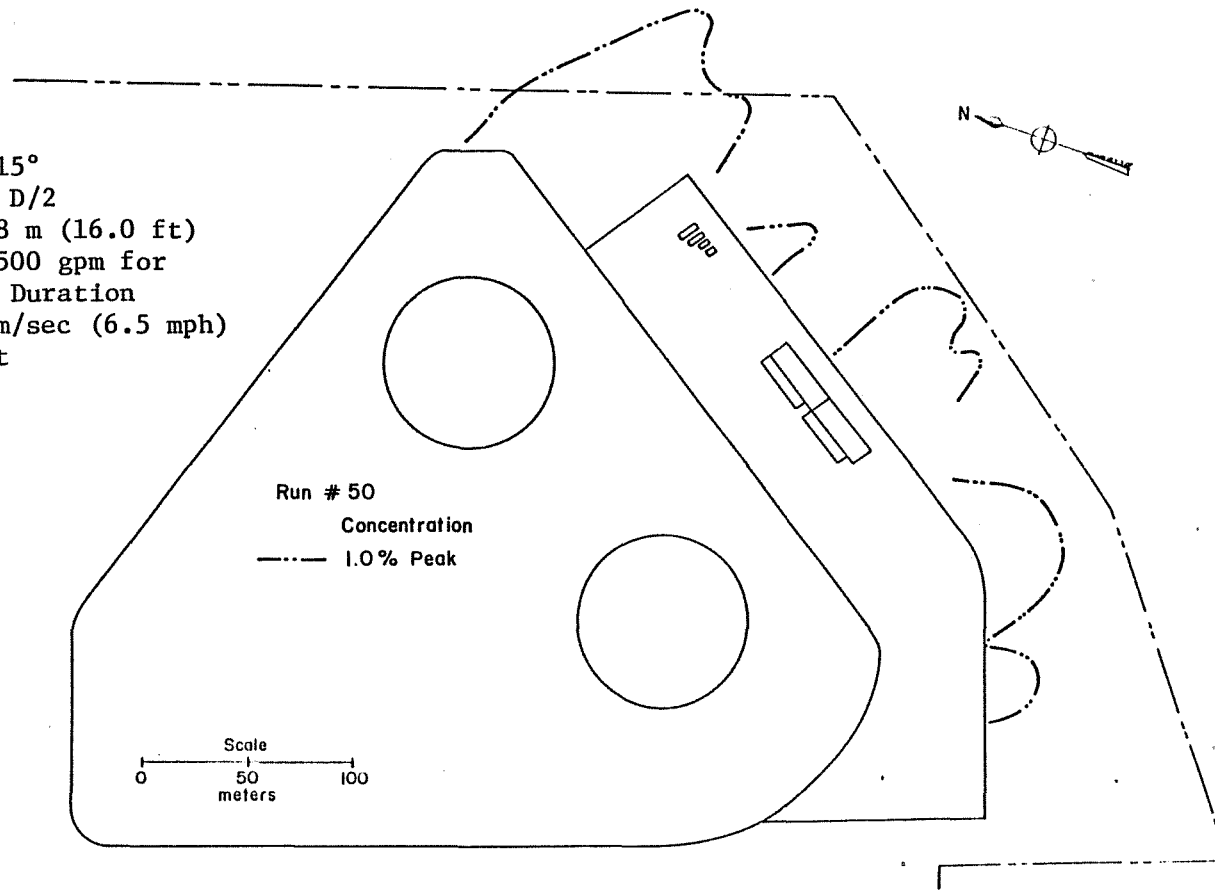 15°
D/2
8 m (16.0 ft)
500 gpm for
Duration
m/sec (6.5 mph)
t
N
Run # 50
Concentration
1.0% Peak
Scale
0 50 100
meters